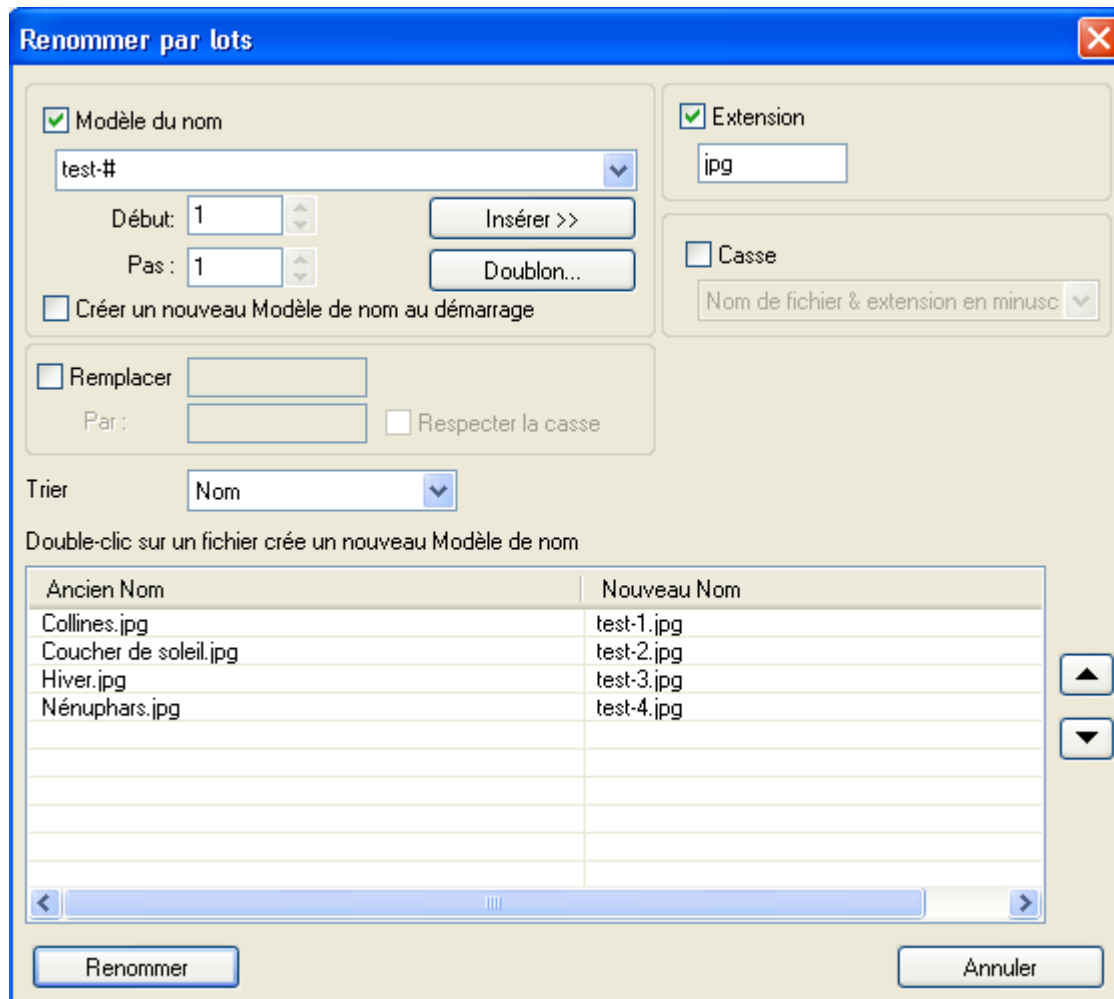 Renommer par lots
Modèle du nom
test-#
Début: 1
Insérer >>
Pas : 1
Doublon...
Créer un nouveau Modèle de nom au démarrage
Extension
jpg
Casse
Nom de fichier & extension en minusc
Remplacer
Par :
Respecter la casse
Trier
Nom
Double-clic sur un fichier crée un nouveau Modèle de nom
Ancien Nom Nouveau Nom
Collines.jpg test-1.jpg
Coucher de soleil.jpg test-2.jpg
Hiver.jpg test-3.jpg
Nénuphars.jpg test-4.jpg
Renommer Annuler